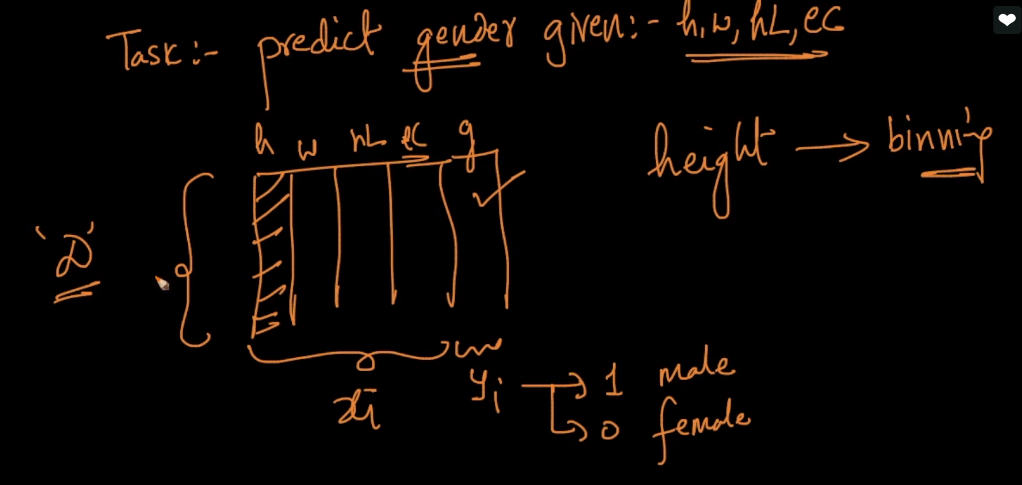 Task :- predict gender given :- h, w, hL, ec
h w hL ec g
height → binning
'D'
xi
yi → 1 male
→ 0 female